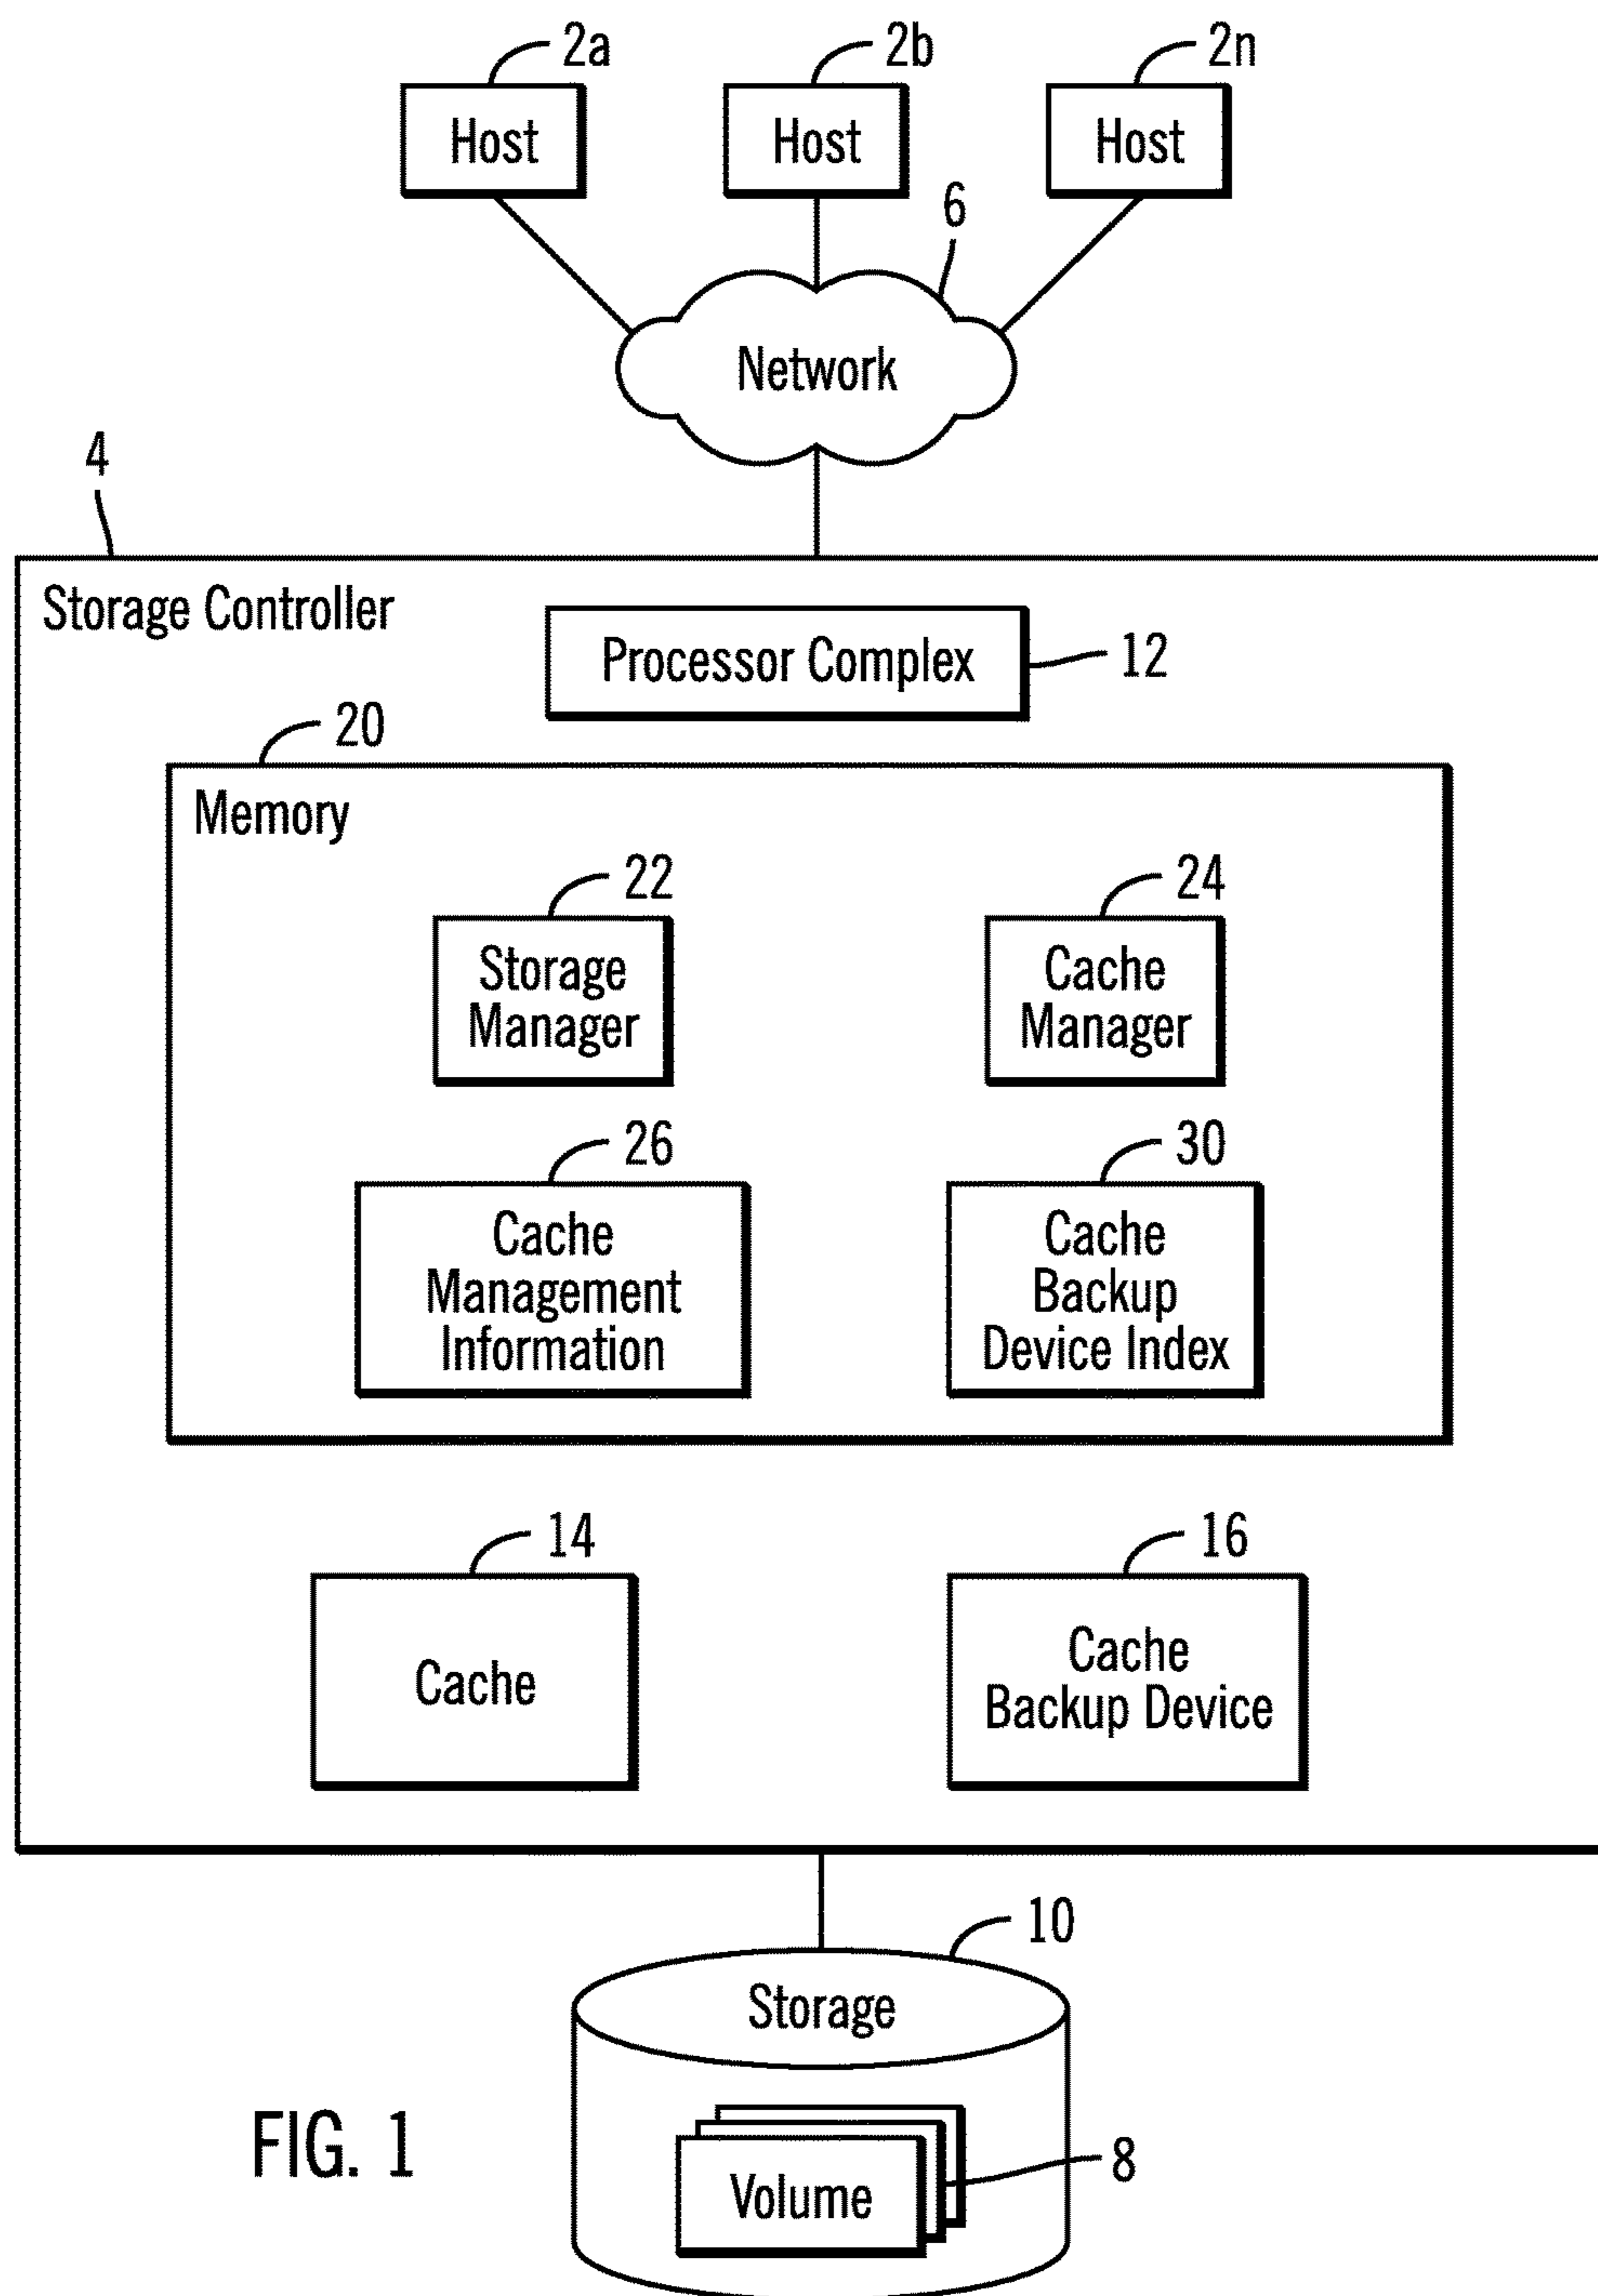 2a
2b
2n
Host
Host
Host
6
Network
4
Storage Controller
Processor Complex
12
20
Memory
22
24
Storage
Manager
Cache
Manager
26
30
Cache
Management
Information
Cache
Backup
Device Index
14
16
Cache
Cache
Backup Device
10
Storage
FIG. 1
8
Volume